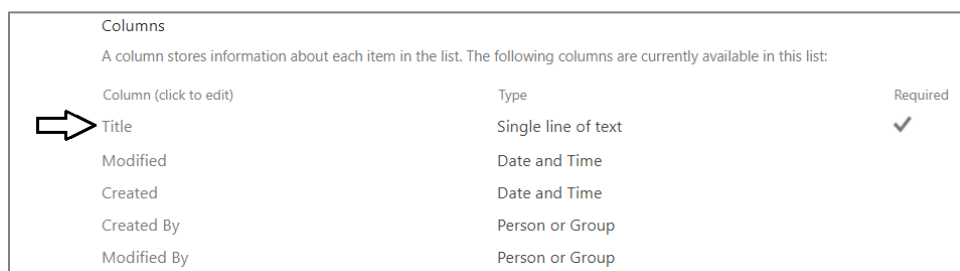 Columns
A column stores information about each item in the list. The following columns are currently available in this list:
Column (click to edit) Type Required
Title Single line of text
Modified Date and Time
Created Date and Time
Created By Person or Group
Modified By Person or Group